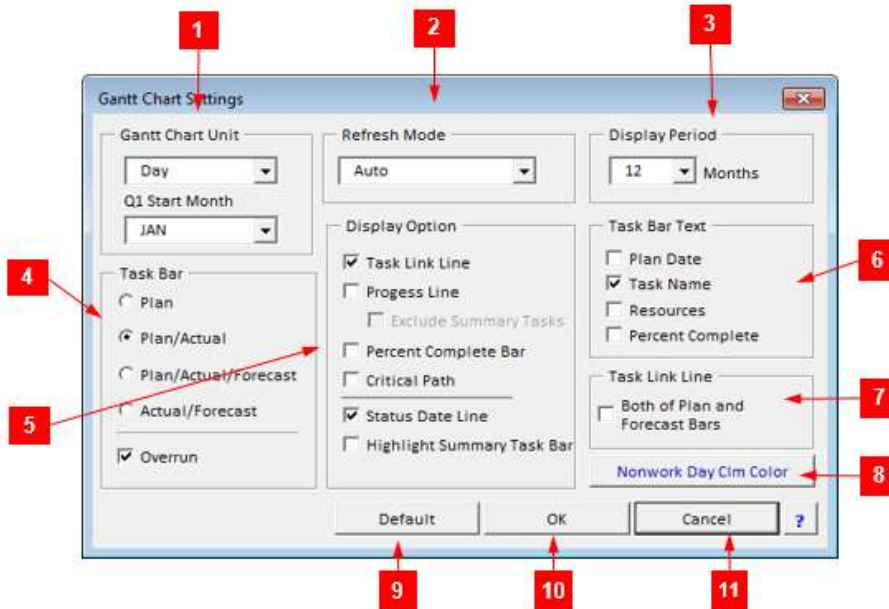 1
2
3
Gantt Chart Settings
Gantt Chart Unit
Day
Q1 Start Month
JAN
Refresh Mode
Auto
Display Period
12 Months
4
Task Bar
Plan
Plan/Actual
Plan/Actual/Forecast
Actual/Forecast
Overrun
5
Display Option
Task Link Line
Progess Line
Exclude Summary Tasks
Percent Complete Bar
Critical Path
Status Date Line
Highlight Summary Task Bar
Task Bar Text
Plan Date
Task Name
Resources
Percent Complete
6
Task Link Line
Both of Plan and
Forecast Bars
7
Nonwork Day Clm Color
8
Default
OK
Cancel
?
9
10
11